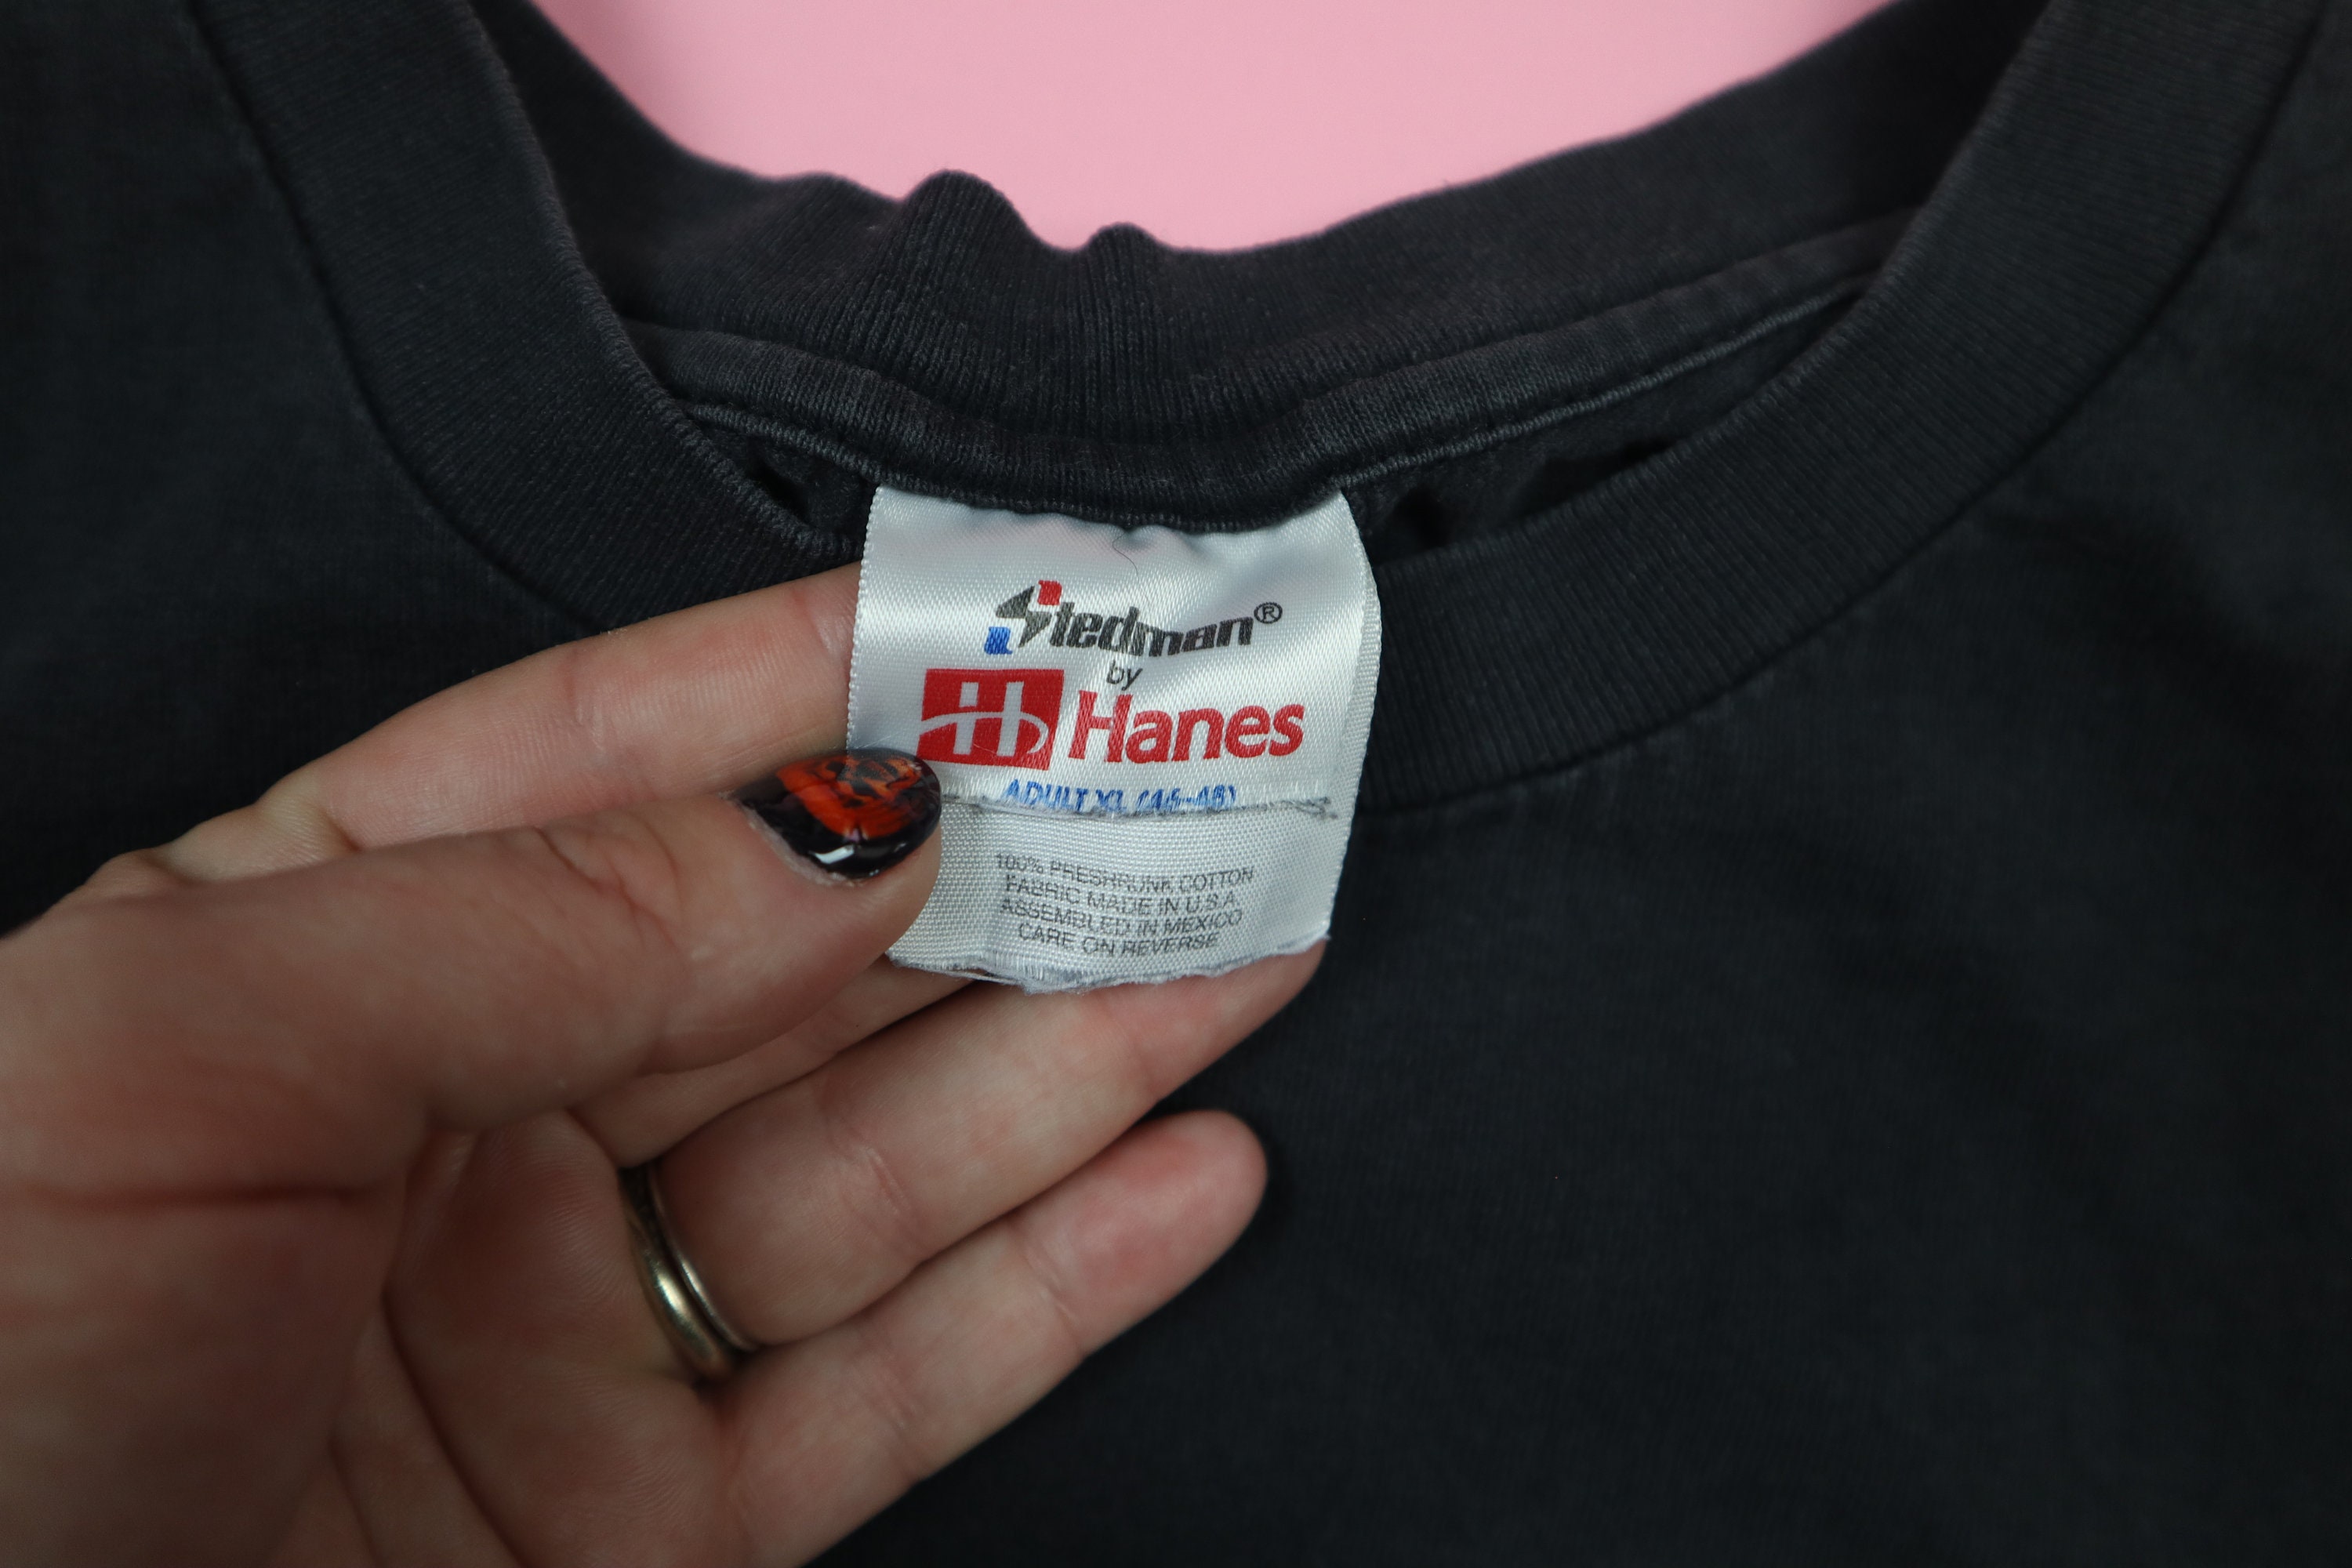 Stedman®
by
H Hanes
ADULT XL (46-48)
100% PRESHRUNK COTTON
FABRIC MADE IN U.S.A.
ASSEMBLED IN MEXICO
CARE ON REVERSE